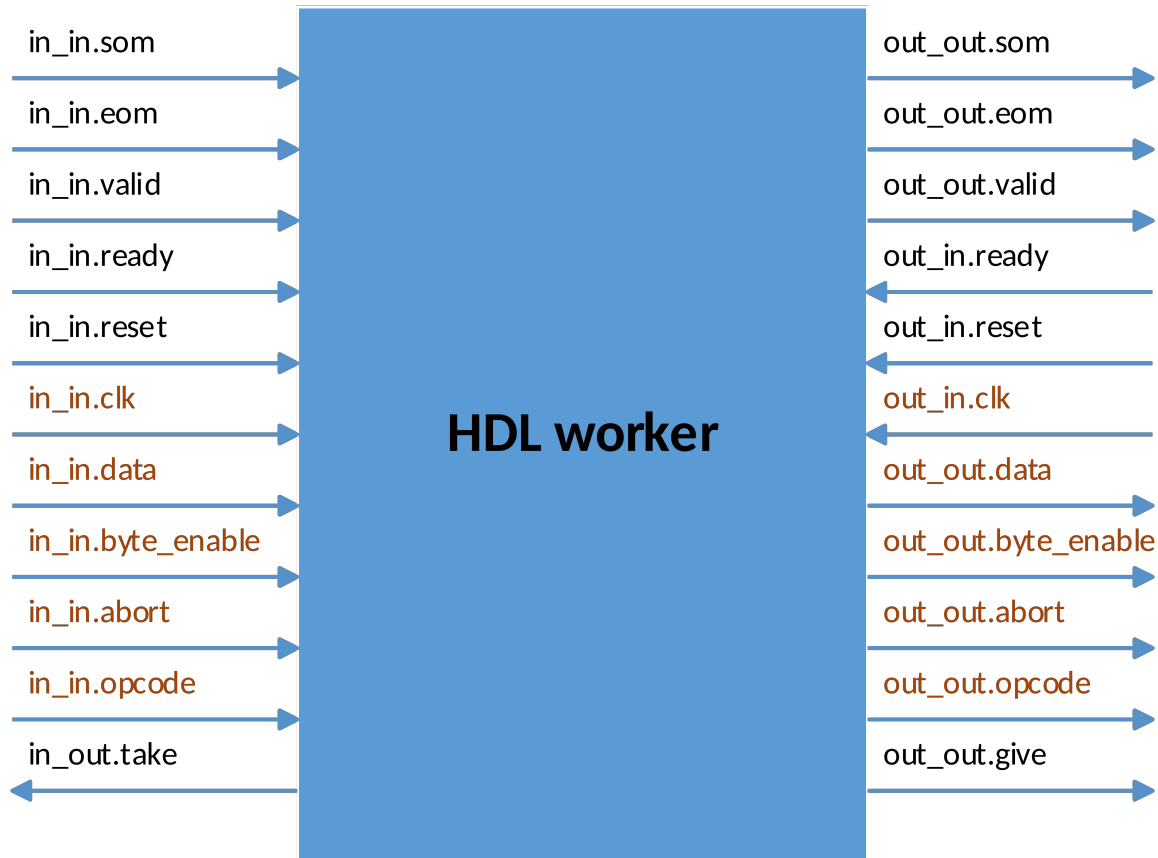 in_in.som
in_in.eom
in_in.valid
in_in.ready
in_in.reset
in_in.clk
in_in.data
in_in.byte_enable
in_in.abort
in_in.opcode
in_out.take
HDL worker
out_out.som
out_out.eom
out_out.valid
out_in.ready
out_in.reset
out_in.clk
out_out.data
out_out.byte_enable
out_out.abort
out_out.opcode
out_out.give